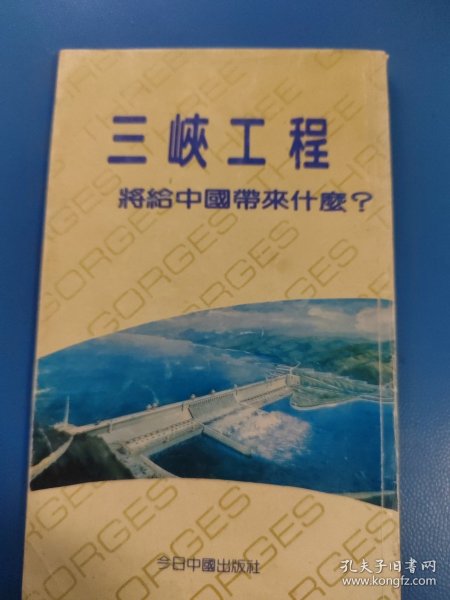 三峽工程
將給中國帶來什麼？
THREE GORGES
今日中國出版社
孔夫子旧书网
www.kongfz.com